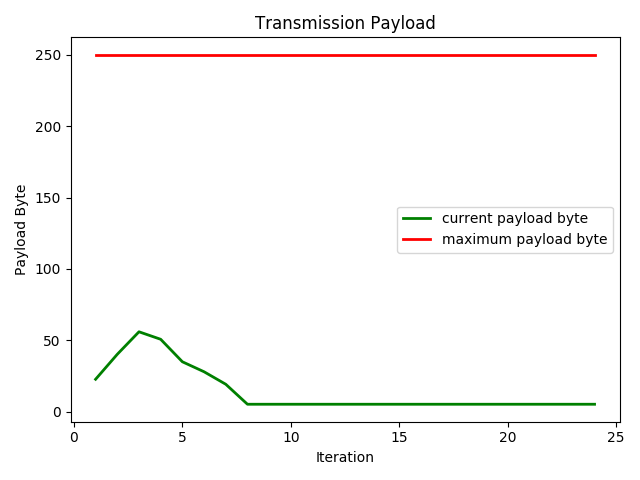 Transmission Payload
250
200
150
100
50
0
Payload Byte
current payload byte
maximum payload byte
0 5 10 15 20 25
Iteration